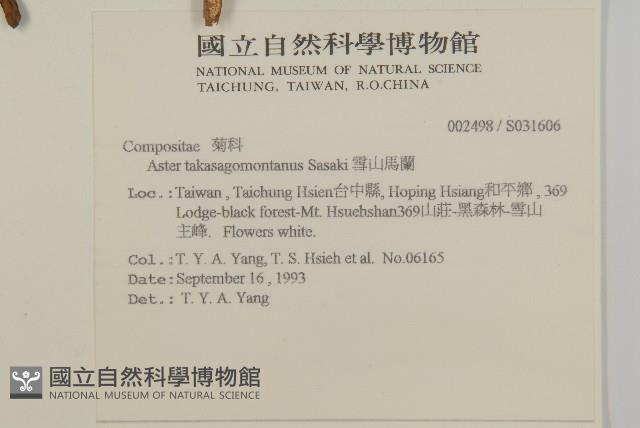 國立自然科學博物館
NATIONAL MUSEUM OF NATURAL SCIENCE
TAICHUNG, TAIWAN, R.O.CHINA
002498 / S031606
Compositae 菊科
Aster takasagomontanus Sasaki 雪山馬蘭
Loc.:Taiwan , Taichung Hsien台中縣, Hoping Hsiang和平鄉 , 369
Lodge-black forest-Mt. Hsuehshan369山莊-黑森林-雪山
主峰. Flowers white.
Col.:T. Y. A. Yang, T. S. Hsieh et al. No.06165
Date:September 16 , 1993
Det.: T. Y. A. Yang
國立自然科學博物館
NATIONAL MUSEUM OF NATURAL SCIENCE